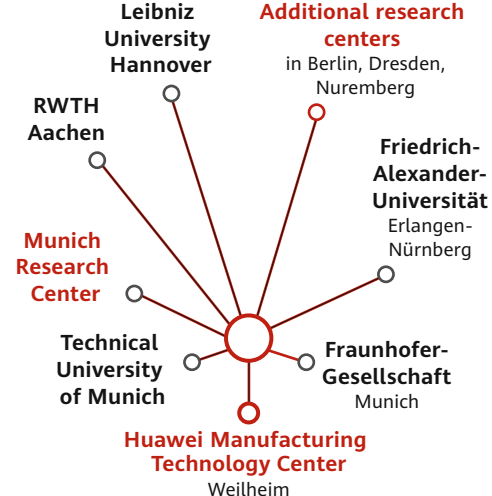 Leibniz
University
Hannover
Additional research
centers
in Berlin, Dresden,
Nuremberg
RWTH
Aachen
Friedrich-
Alexander-
Universität
Erlangen-
Nürnberg
Munich
Research
Center
Technical
University
of Munich
Fraunhofer-
Gesellschaft
Munich
Huawei Manufacturing
Technology Center
Weilheim